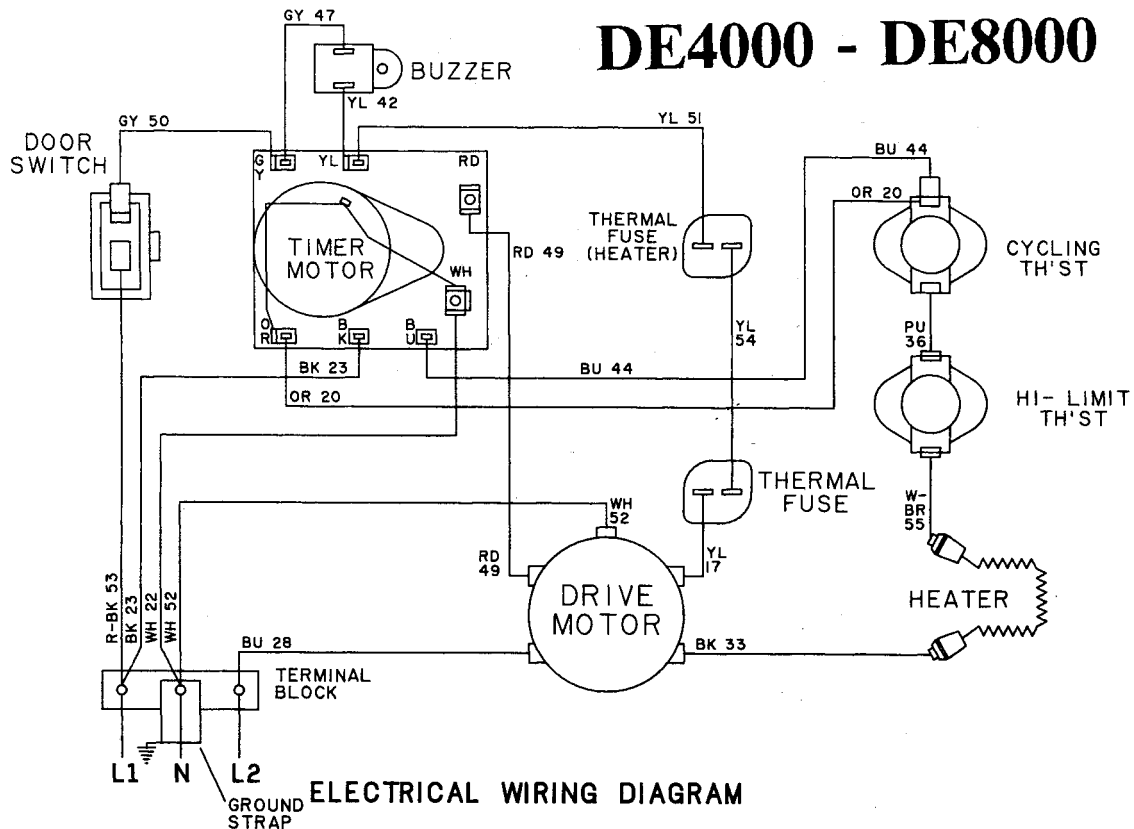 GY 47
DE4000 - DE8000
BUZZER
YL 42
GY 50
YL 51
DOOR
SWITCH
BU 44
G
Y
YL
RD
OR 20
THERMAL
FUSE
(HEATER)
TIMER
MOTOR
RD 49
CYCLING
TH'ST
WH
O
R
B
K
B
U
YL
54
PU
36
BK 23
BU 44
OR 20
HI- LIMIT
TH'ST
THERMAL
FUSE
WH
52
W-
BR
55
RD
49
YL
17
R-BK 53
BK 23
WH 22
WH 52
DRIVE
MOTOR
HEATER
BU 28
BK 33
TERMINAL
BLOCK
L1
N
L2
GROUND
STRAP
ELECTRICAL WIRING DIAGRAM